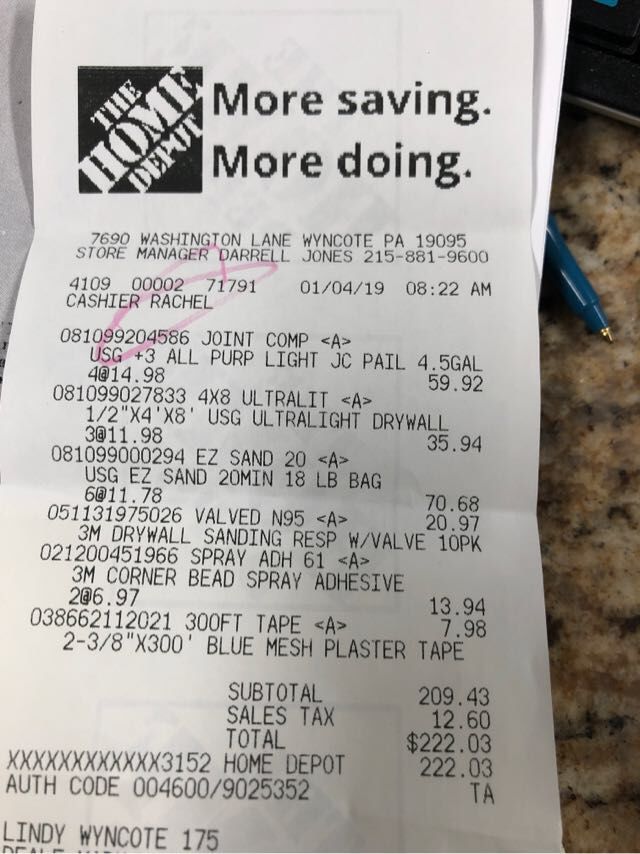 THE
HOME
DEPOT
More saving.
More doing.
7690 WASHINGTON LANE WYNCOTE PA 19095
STORE MANAGER DARRELL JONES 215-881-9600
4109 00002 71791 01/04/19 08:22 AM
CASHIER RACHEL
081099204586 JOINT COMP <A>
USG +3 ALL PURP LIGHT JC PAIL 4.5GAL
4@14.98 59.92
081099027833 4X8 ULTRALIT <A>
1/2"X4'X8' USG ULTRALIGHT DRYWALL
3@11.98 35.94
081099000294 EZ SAND 20 <A>
USG EZ SAND 20MIN 18 LB BAG
6@11.78 70.68
051131975026 VALVED N95 <A> 20.97
3M DRYWALL SANDING RESP W/VALVE 10PK
021200451966 SPRAY ADH 61 <A>
3M CORNER BEAD SPRAY ADHESIVE
2@6.97 13.94
038662112021 300FT TAPE <A> 7.98
2-3/8"X300' BLUE MESH PLASTER TAPE
SUBTOTAL 209.43
SALES TAX 12.60
TOTAL $222.03
XXXXXXXXXXXX3152 HOME DEPOT 222.03
AUTH CODE 004600/9025352 TA
LINDY WYNCOTE 175